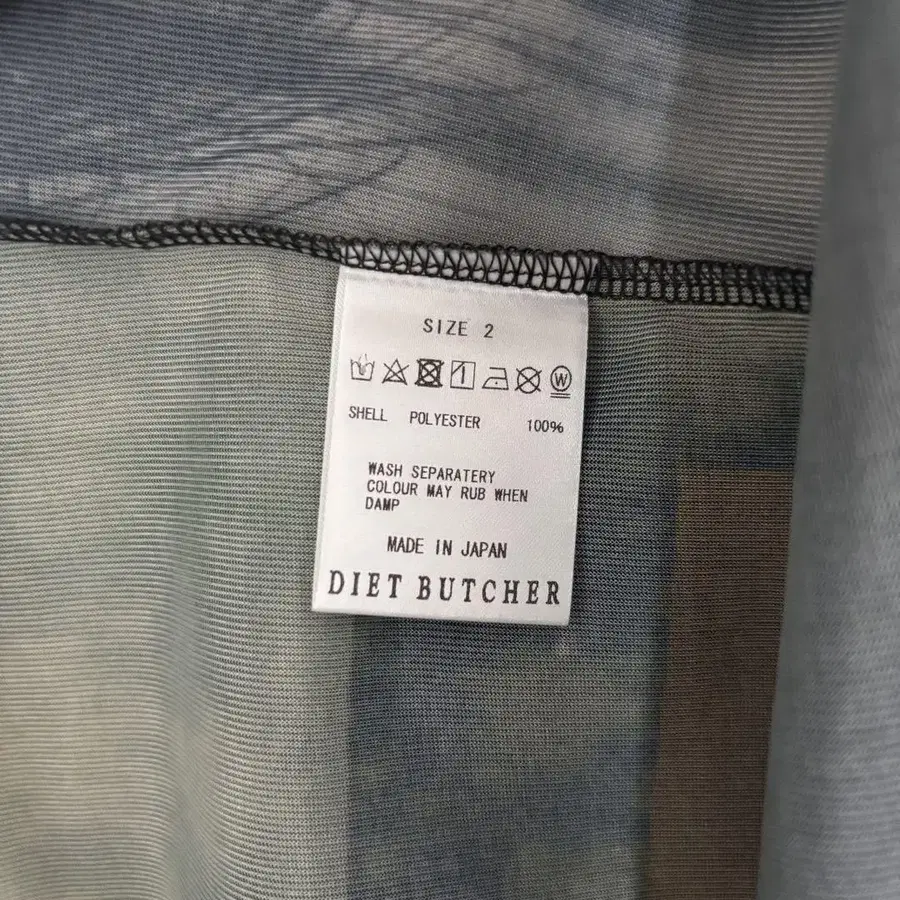 SIZE 2
W
SHELL POLYESTER 100%
WASH SEPARATERY
COLOUR MAY RUB WHEN
DAMP
MADE IN JAPAN
DIET BUTCHER